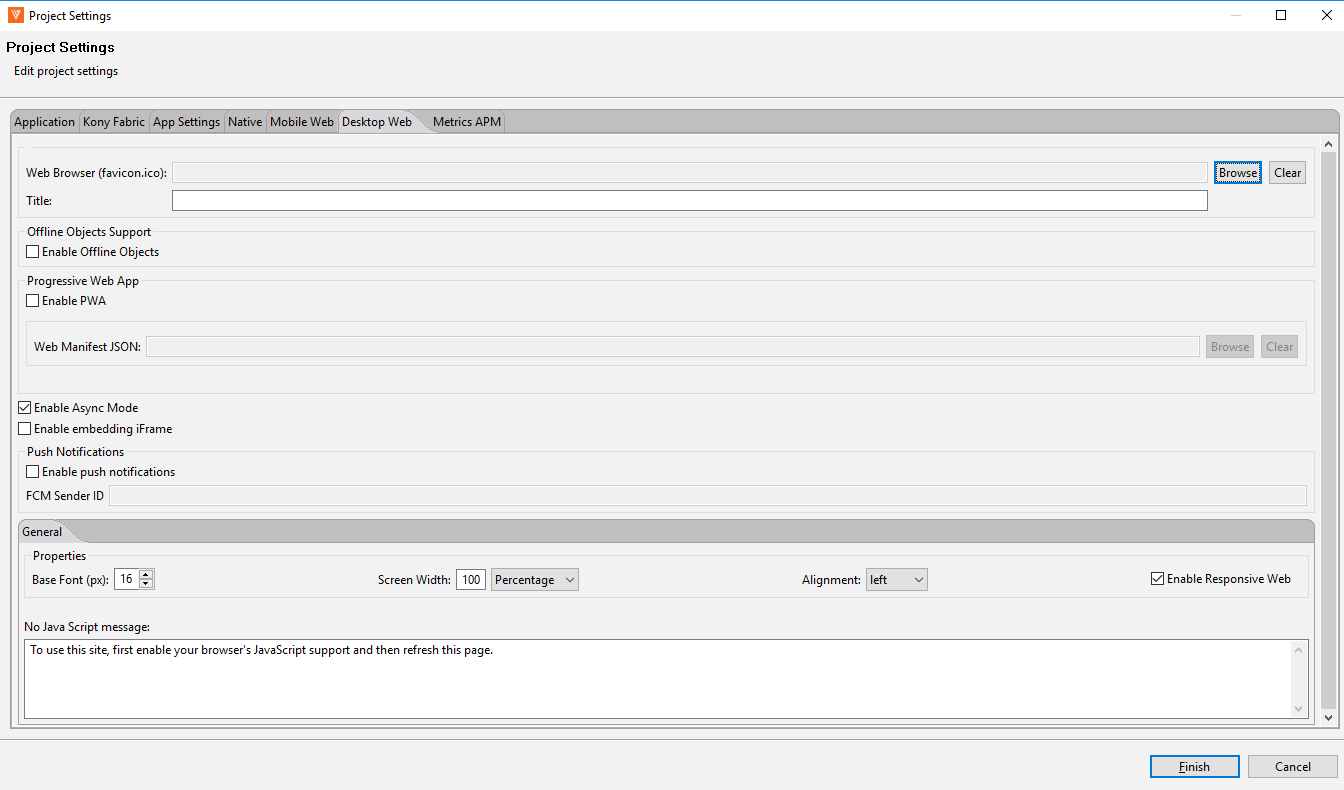 Project Settings
Project Settings
Edit project settings
Application Kony Fabric App Settings Native Mobile Web Desktop Web Metrics APM
Web Browser (favicon.ico): Browse Clear
Title:
Offline Objects Support
Enable Offline Objects
Progressive Web App
Enable PWA
Web Manifest JSON: Browse Clear
Enable Async Mode
Enable embedding iFrame
Push Notifications
Enable push notifications
FCM Sender ID
General
Properties
Base Font (px): 16 Screen Width: 100 Percentage Alignment: left Enable Responsive Web
No Java Script message:
To use this site, first enable your browser's JavaScript support and then refresh this page.
Finish Cancel